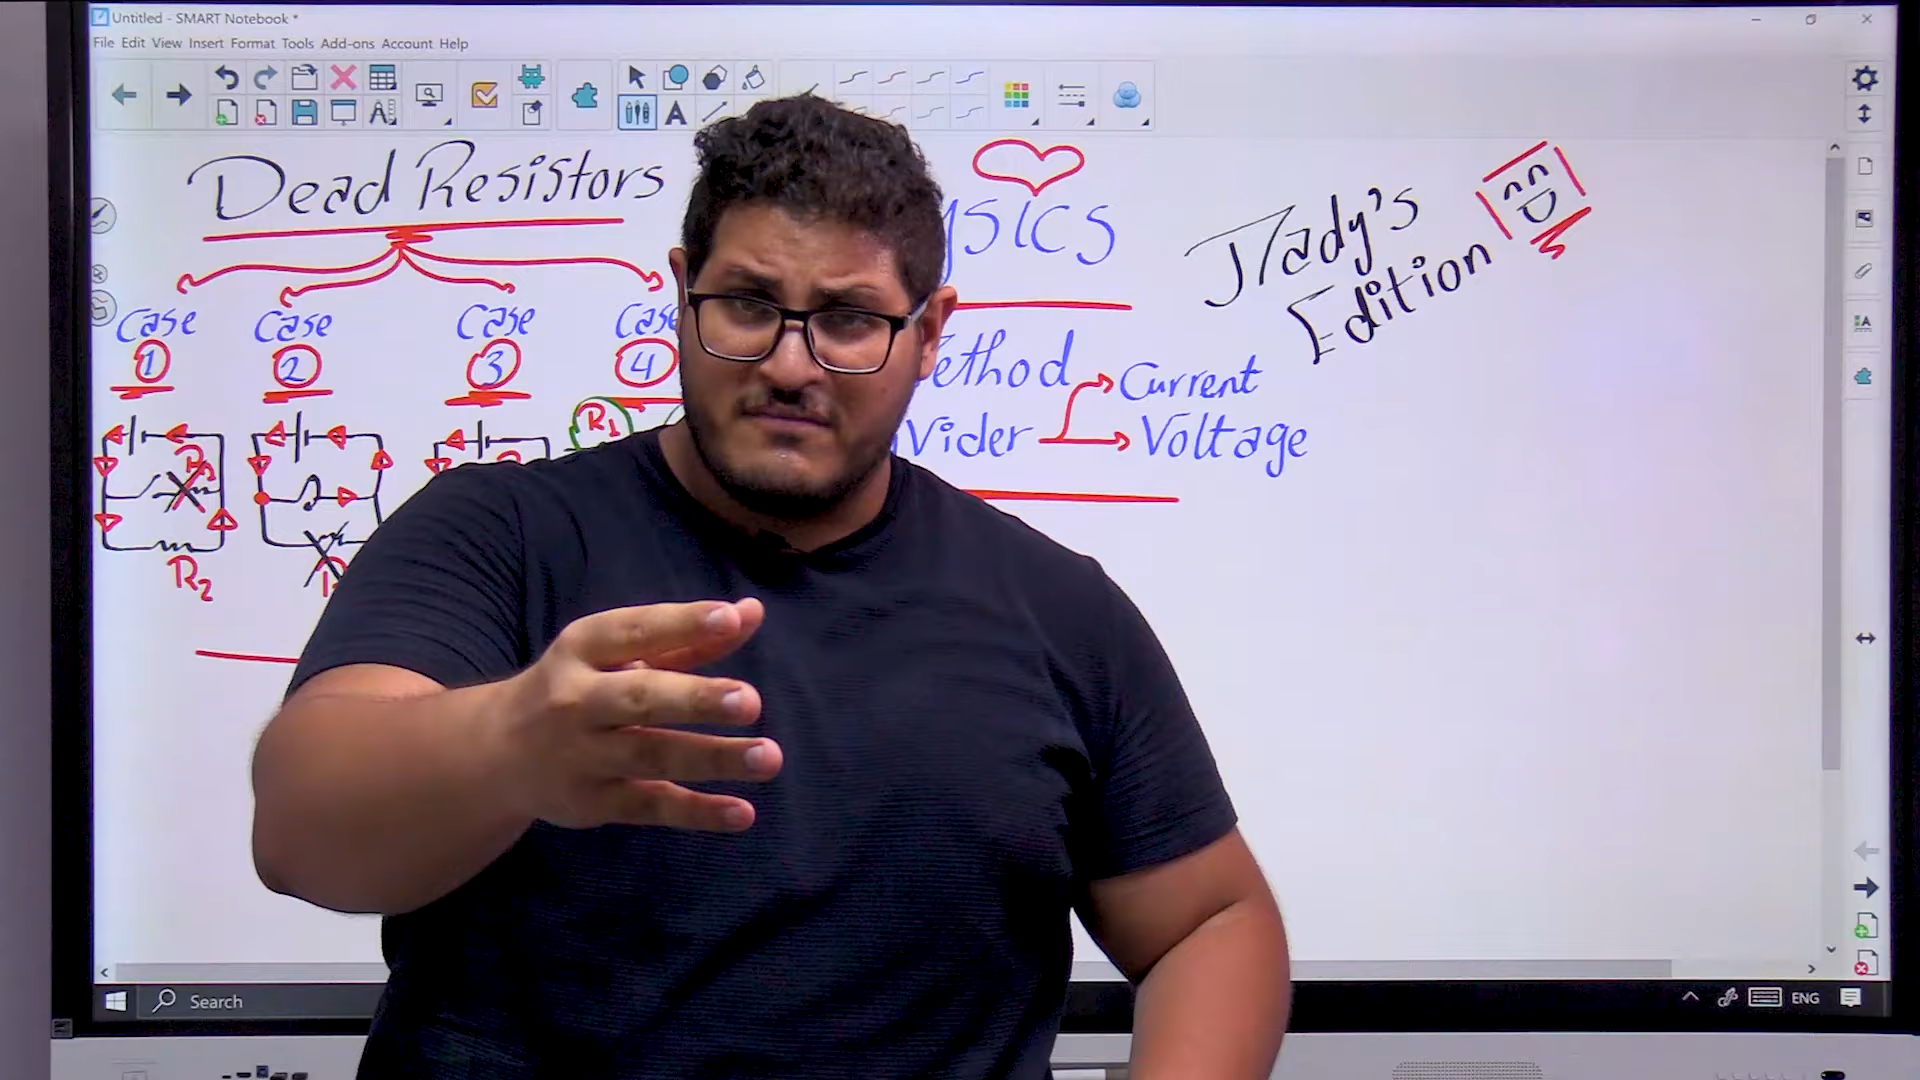 Untitled - SMART Notebook *
File Edit View Insert Format Tools Add-ons Account Help
Dead Resistors
ysics
Edition
Case
1
Case
2
Case
3
Case
4
ethod
Current
vider
Voltage
R1
R2
Search
ENG